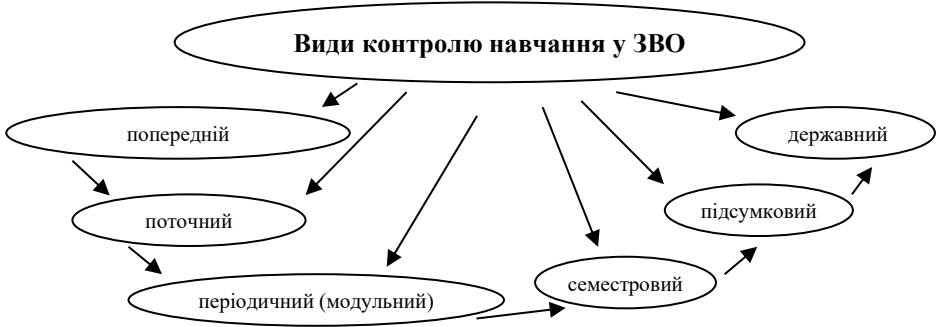 Види контролю навчання у ЗВО
попередній
державний
поточний
підсумковий
періодичний (модульний)
семестровий